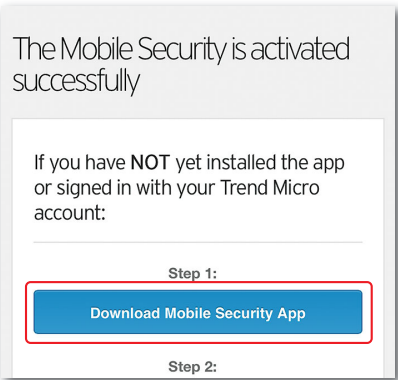 The Mobile Security is activated
successfully
If you have NOT yet installed the app
or signed in with your Trend Micro
account:
Step 1:
Download Mobile Security App
Step 2: